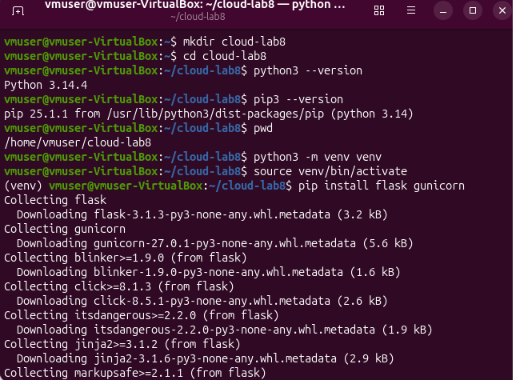 vmuser@vmuser-VirtualBox: ~/cloud-lab8 — python ...
~/cloud-lab8
vmuser@vmuser-VirtualBox:~$ mkdir cloud-lab8
vmuser@vmuser-VirtualBox:~$ cd cloud-lab8
vmuser@vmuser-VirtualBox:~/cloud-lab8$ python3 --version
Python 3.14.4
vmuser@vmuser-VirtualBox:~/cloud-lab8$ pip3 --version
pip 25.1.1 from /usr/lib/python3/dist-packages/pip (python 3.14)
vmuser@vmuser-VirtualBox:~/cloud-lab8$ pwd
/home/vmuser/cloud-lab8
vmuser@vmuser-VirtualBox:~/cloud-lab8$ python3 -m venv venv
vmuser@vmuser-VirtualBox:~/cloud-lab8$ source venv/bin/activate
(venv) vmuser@vmuser-VirtualBox:~/cloud-lab8$ pip install flask gunicorn
Collecting flask
  Downloading flask-3.1.3-py3-none-any.whl.metadata (3.2 kB)
Collecting gunicorn
  Downloading gunicorn-27.0.1-py3-none-any.whl.metadata (5.6 kB)
Collecting blinker>=1.9.0 (from flask)
  Downloading blinker-1.9.0-py3-none-any.whl.metadata (1.6 kB)
Collecting click>=8.1.3 (from flask)
  Downloading click-8.5.1-py3-none-any.whl.metadata (2.6 kB)
Collecting itsdangerous>=2.2.0 (from flask)
  Downloading itsdangerous-2.2.0-py3-none-any.whl.metadata (1.9 kB)
Collecting jinja2>=3.1.2 (from flask)
  Downloading jinja2-3.1.6-py3-none-any.whl.metadata (2.9 kB)
Collecting markupsafe>=2.1.1 (from flask)